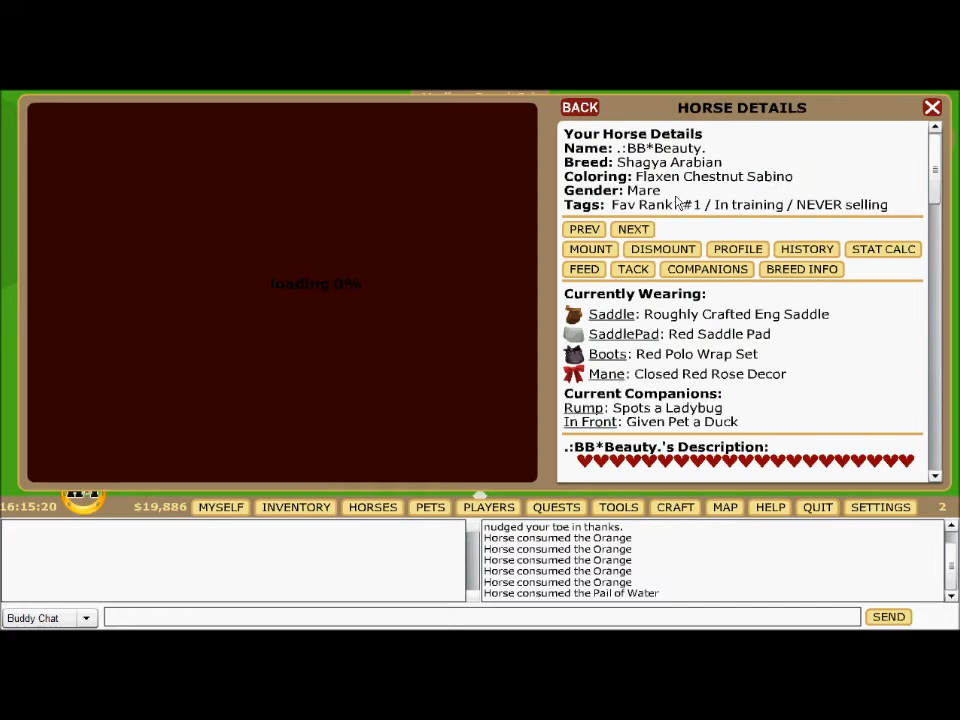 BACK
HORSE DETAILS
loading 0%
Your Horse Details
Name: .:BB*Beauty.
Breed: Shagya Arabian
Coloring: Flaxen Chestnut Sabino
Gender: Mare
Tags: Fav Rank #1 / In training / NEVER selling
PREV NEXT
MOUNT DISMOUNT PROFILE HISTORY STAT CALC
FEED TACK COMPANIONS BREED INFO
Currently Wearing:
Saddle: Roughly Crafted Eng Saddle
SaddlePad: Red Saddle Pad
Boots: Red Polo Wrap Set
Mane: Closed Red Rose Decor
Current Companions:
Rump: Spots a Ladybug
In Front: Given Pet a Duck
.:BB*Beauty.'s Description:
16:15:20 $19,886 MYSELF INVENTORY HORSES PETS PLAYERS QUESTS TOOLS CRAFT MAP HELP QUIT SETTINGS 2
nudged your toe in thanks.
Horse consumed the Orange
Horse consumed the Orange
Horse consumed the Orange
Horse consumed the Orange
Horse consumed the Orange
Horse consumed the Pail of Water
Buddy Chat SEND